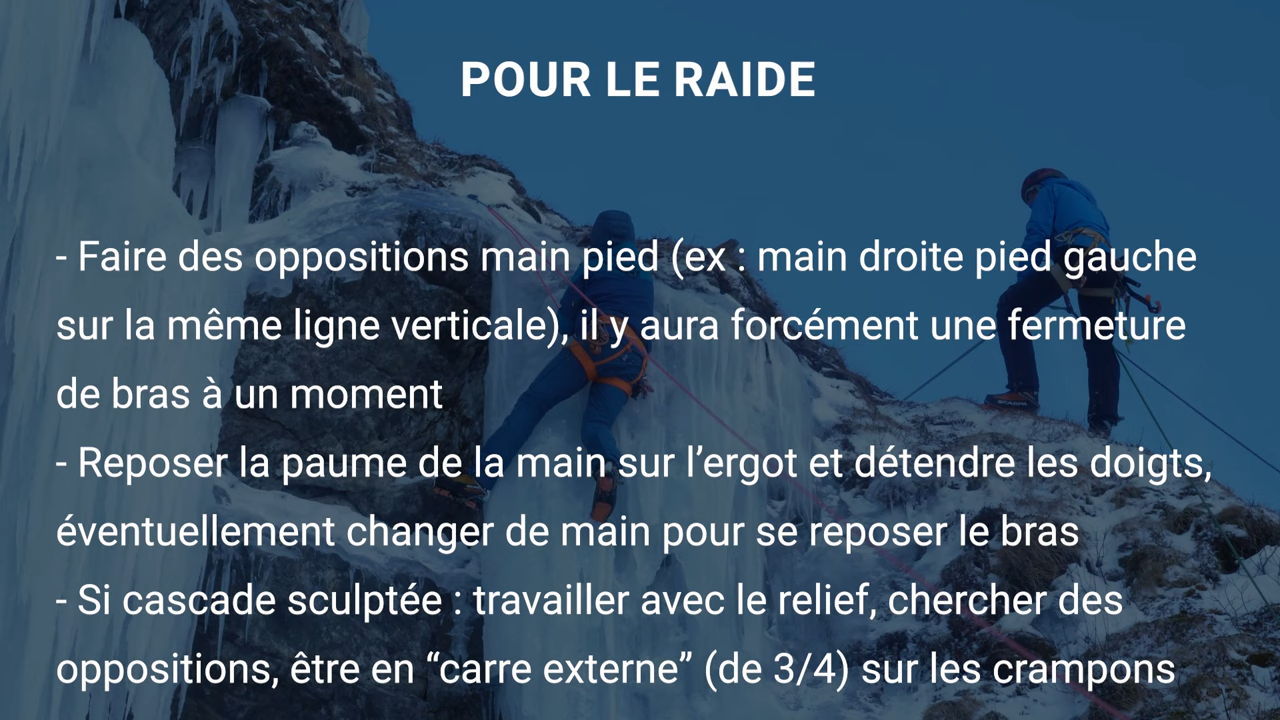 POUR LE RAIDE
- Faire des oppositions main pied (ex : main droite pied gauche
sur la même ligne verticale), il y aura forcément une fermeture
de bras à un moment
- Reposer la paume de la main sur l’ergot et détendre les doigts,
éventuellement changer de main pour se reposer le bras
- Si cascade sculptée : travailler avec le relief, chercher des
oppositions, être en “carre externe” (de 3/4) sur les crampons